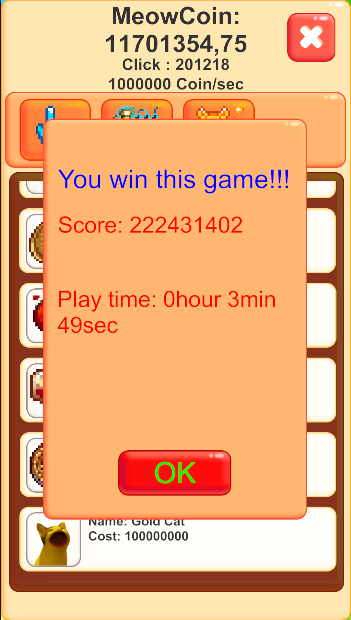 MeowCoin:
11701354,75
Click : 201218
1000000 Coin/sec
You win this game!!!
Score: 222431402
Play time: 0hour 3min
49sec
OK
Name: Gold Cat
Cost: 100000000